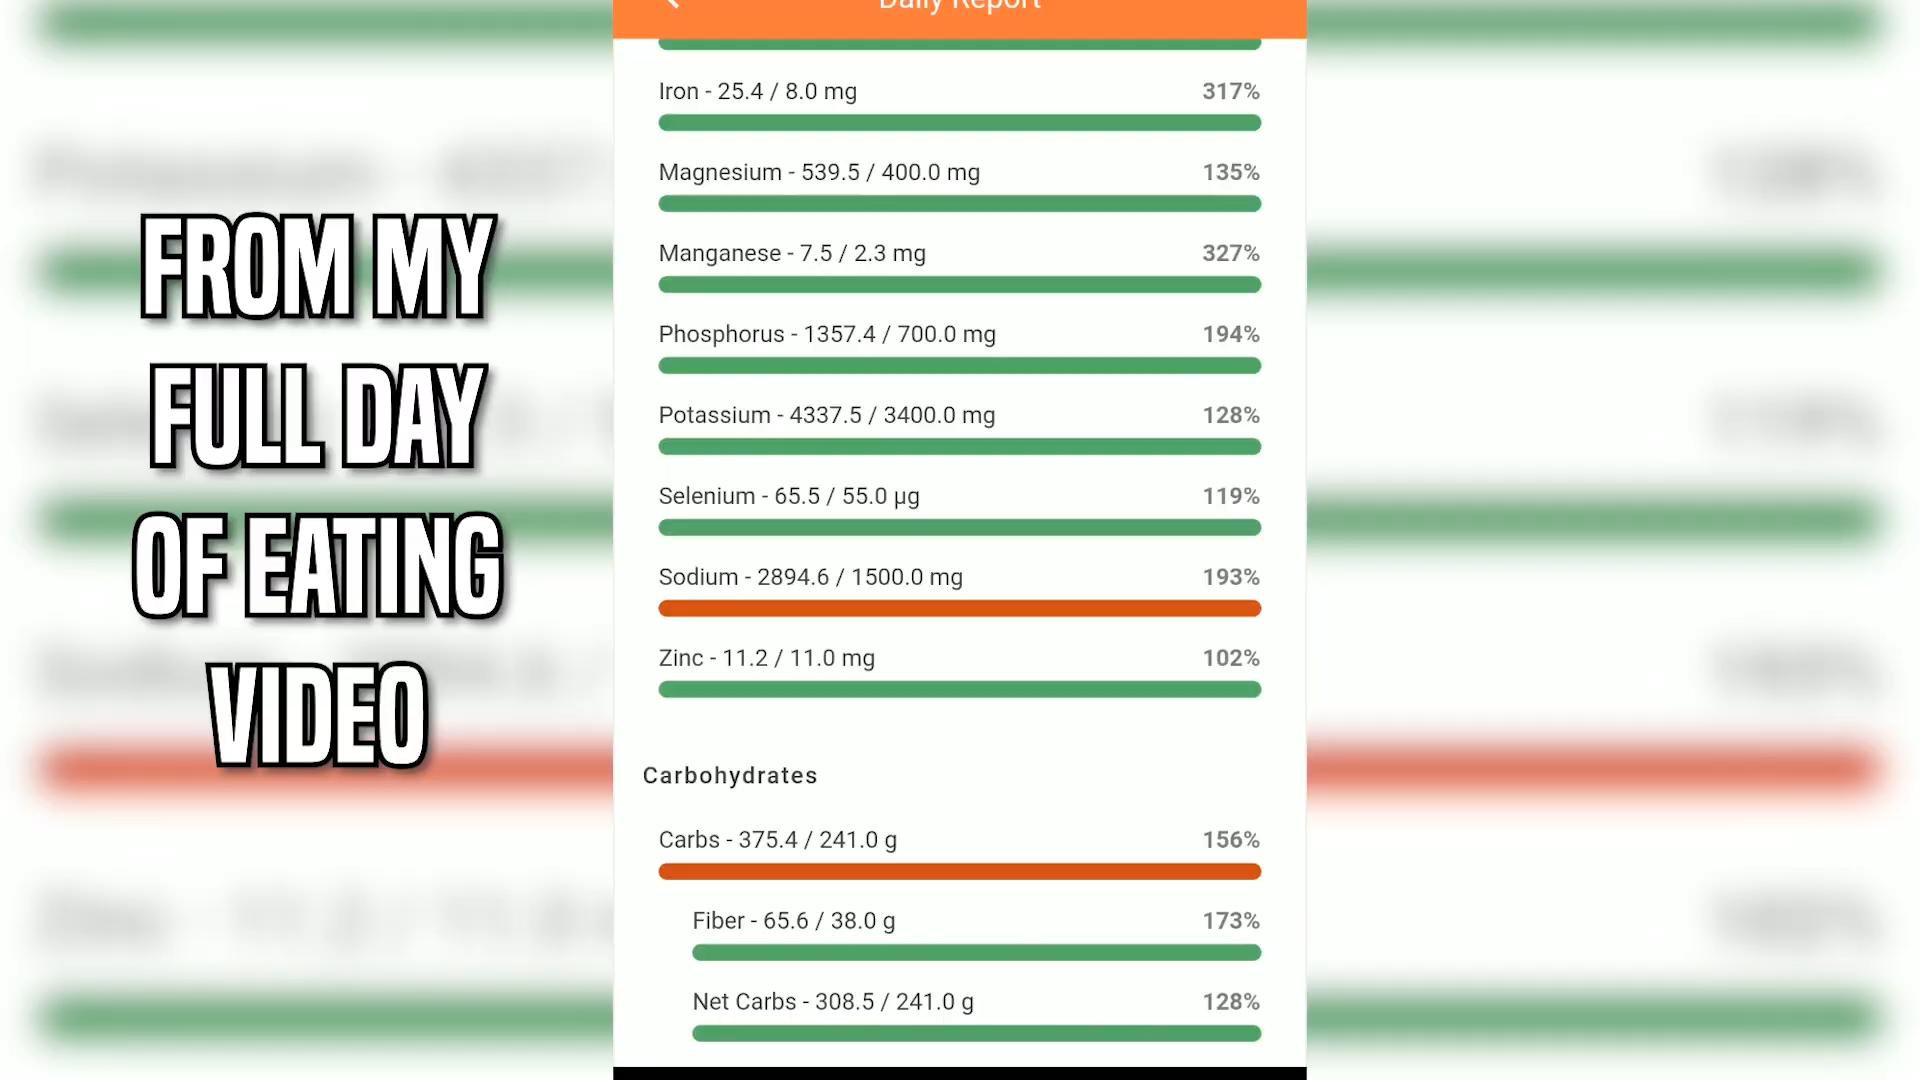 Daily Report
Iron - 25.4 / 8.0 mg 317%
Magnesium - 539.5 / 400.0 mg 135%
Manganese - 7.5 / 2.3 mg 327%
Phosphorus - 1357.4 / 700.0 mg 194%
Potassium - 4337.5 / 3400.0 mg 128%
Selenium - 65.5 / 55.0 µg 119%
Sodium - 2894.6 / 1500.0 mg 193%
Zinc - 11.2 / 11.0 mg 102%
Carbohydrates
Carbs - 375.4 / 241.0 g 156%
Fiber - 65.6 / 38.0 g 173%
Net Carbs - 308.5 / 241.0 g 128%
FROM MY
FULL DAY
OF EATING
VIDEO